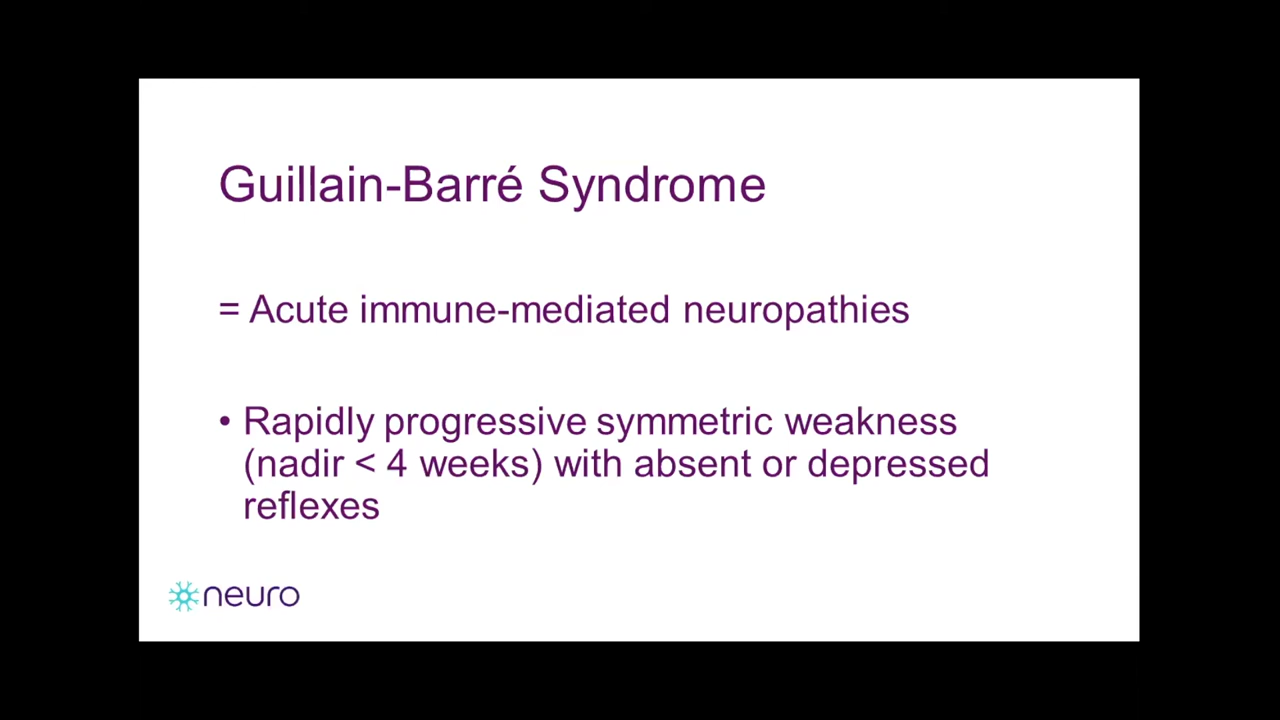 Guillain-Barré Syndrome
= Acute immune-mediated neuropathies
• Rapidly progressive symmetric weakness
(nadir < 4 weeks) with absent or depressed
reflexes
neuro